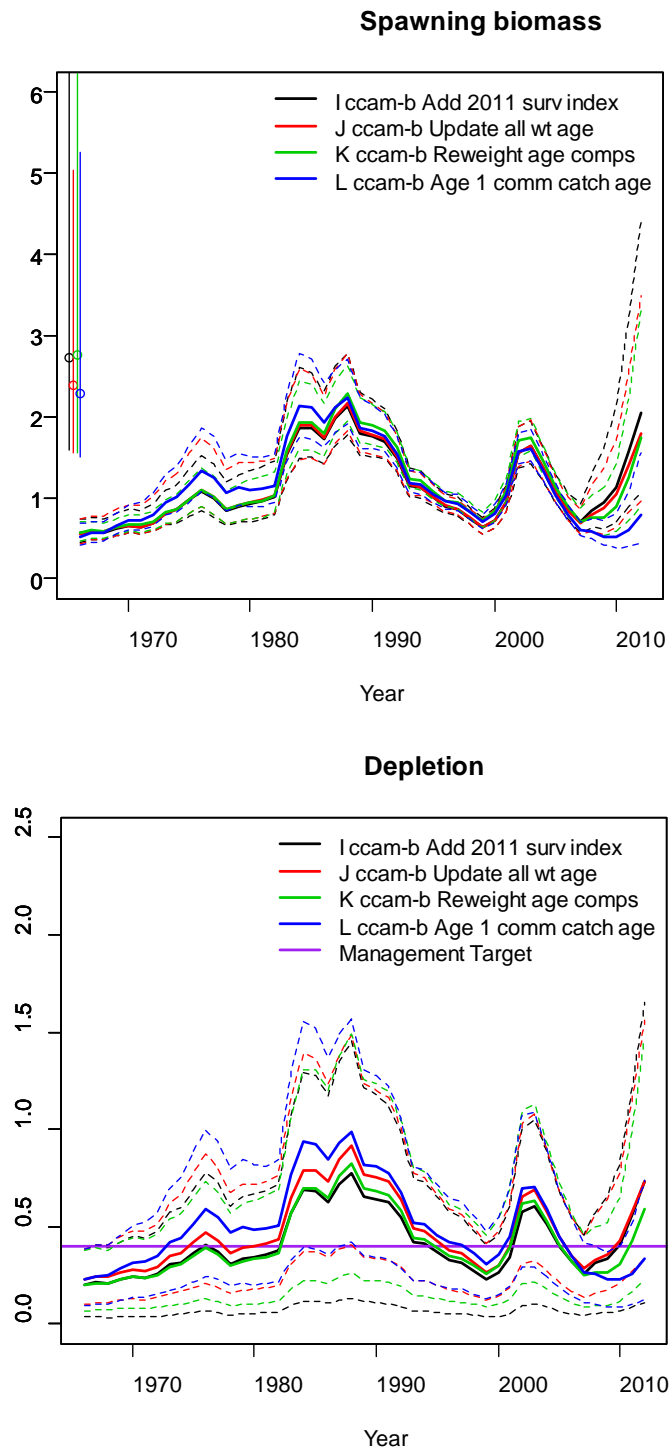 Spawning biomass
6
5
4
3
2
1
0
I ccam-b Add 2011 surv index
J ccam-b Update all wt age
K ccam-b Reweight age comps
L ccam-b Age 1 comm catch age
1970 1980 1990 2000 2010
Year
Depletion
2.5
2.0
1.5
1.0
0.5
0.0
I ccam-b Add 2011 surv index
J ccam-b Update all wt age
K ccam-b Reweight age comps
L ccam-b Age 1 comm catch age
Management Target
1970 1980 1990 2000 2010
Year